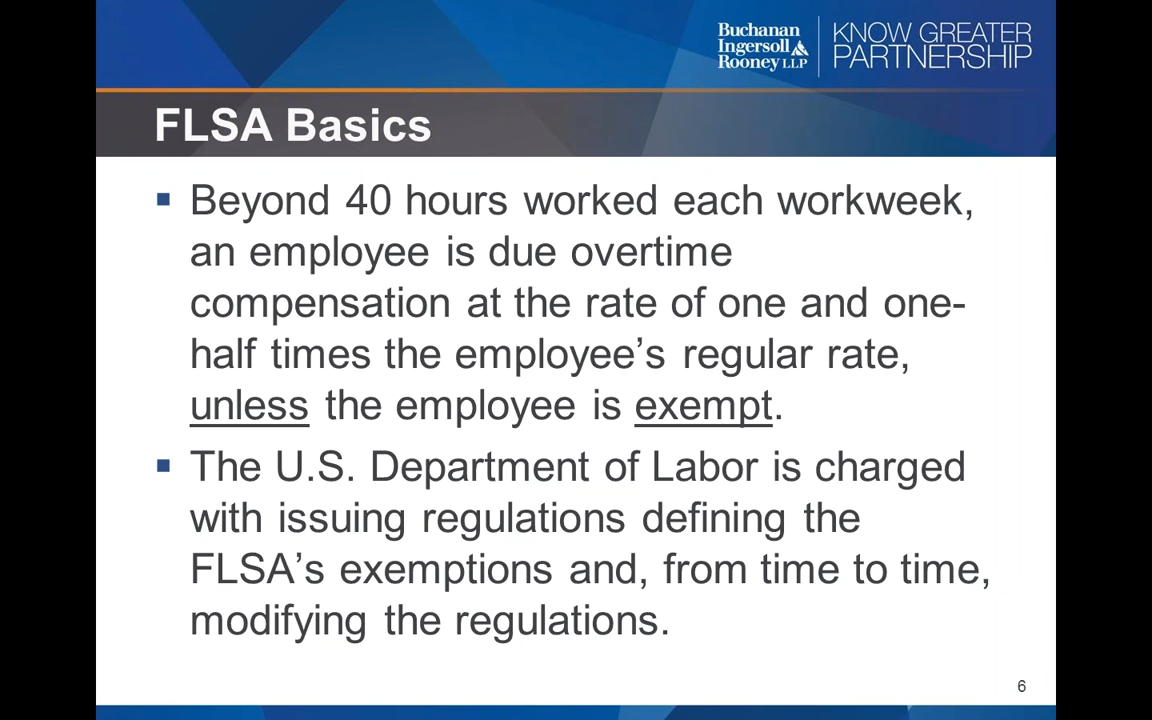 Buchanan
Ingersoll
Rooney LLP
KNOW GREATER
PARTNERSHIP
FLSA Basics
Beyond 40 hours worked each workweek,
an employee is due overtime
compensation at the rate of one and one-
half times the employee’s regular rate,
unless the employee is exempt.
The U.S. Department of Labor is charged
with issuing regulations defining the
FLSA’s exemptions and, from time to time,
modifying the regulations.
6